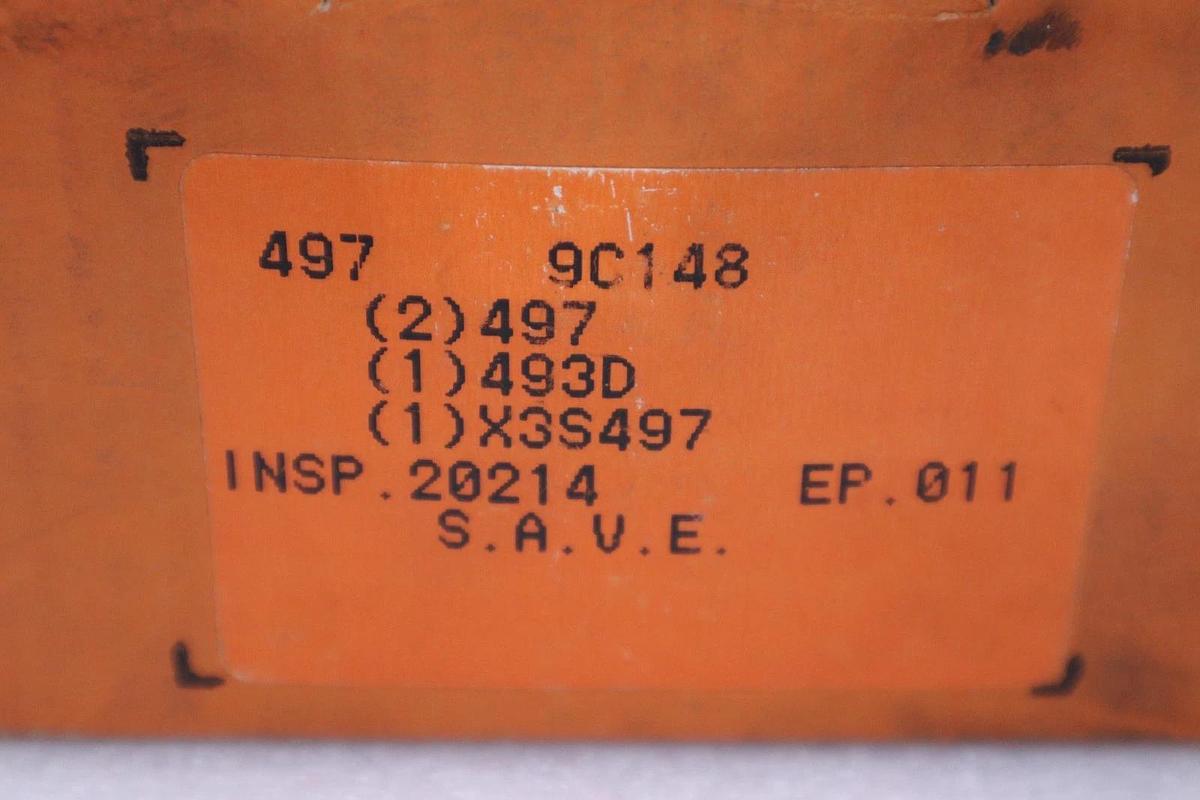 497 9C148
(2)497
(1)493D
(1)X3S497
INSP.20214 EP.011
S.A.V.E.